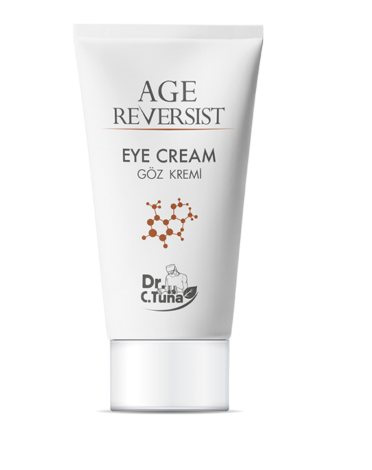 AGE
REVERSIST
EYE CREAM
GÖZ KREMİ
Dr.
C.Tuna